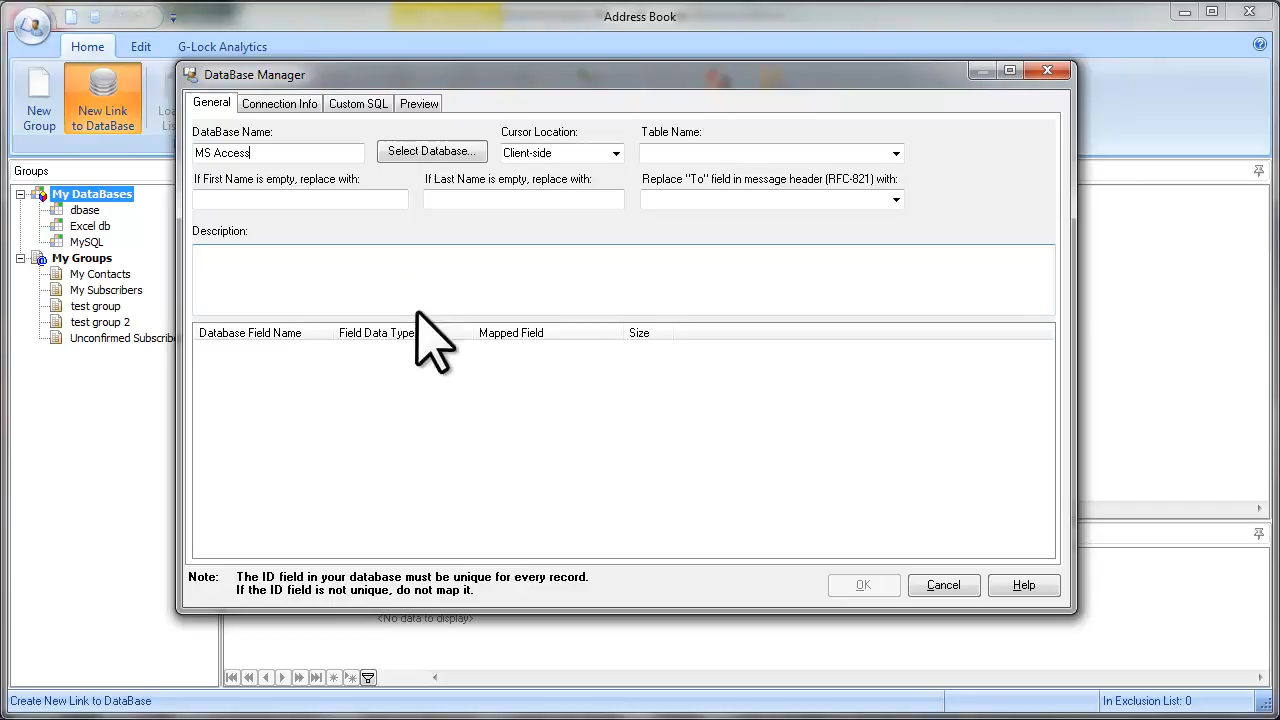 Address Book
Home Edit G-Lock Analytics
New Group
New Link to DataBase
DataBase Manager
General Connection Info Custom SQL Preview
DataBase Name: Cursor Location: Table Name:
MS Access Select Database... Client-side
If First Name is empty, replace with: If Last Name is empty, replace with: Replace "To" field in message header (RFC-821) with:
Description:
Database Field Name Field Data Type Mapped Field Size
Note: The ID field in your database must be unique for every record.
If the ID field is not unique, do not map it.
OK Cancel Help
Groups
My DataBases
dbase
Excel db
MySQL
My Groups
My Contacts
My Subscribers
test group
test group 2
Unconfirmed Subscribe
<No data to display>
Create New Link to DataBase In Exclusion List: 0